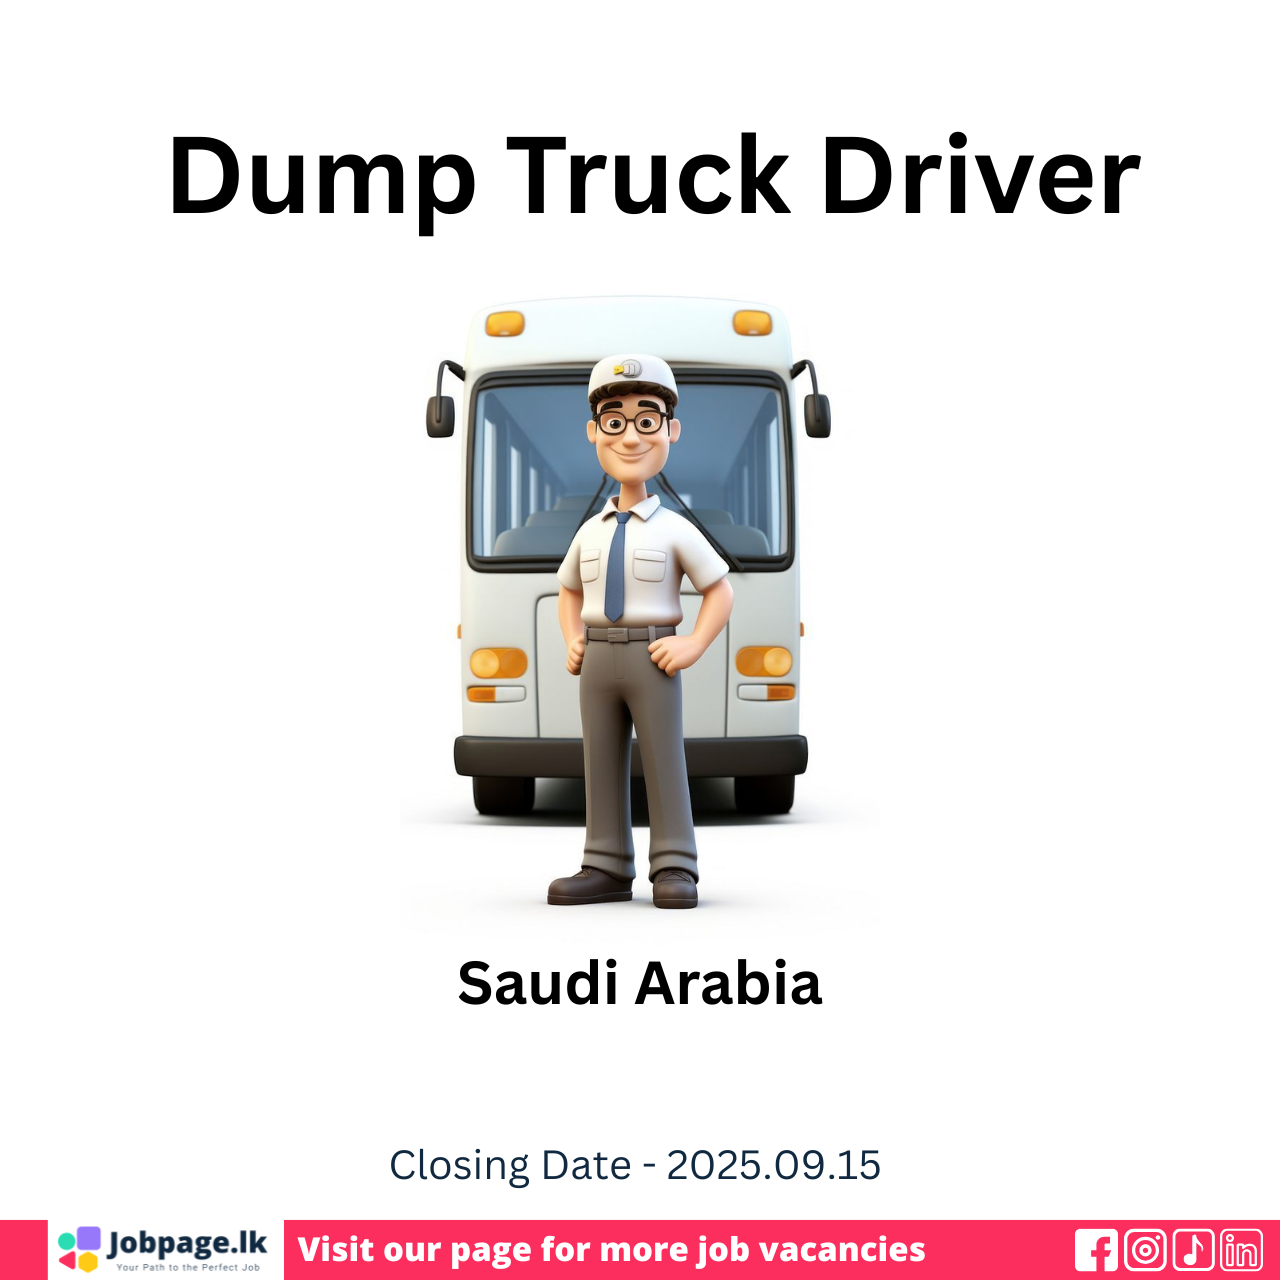 Dump Truck Driver
Saudi Arabia
Closing Date - 2025.09.15
Jobpage.lk
Your Path to the Perfect Job
Visit our page for more job vacancies